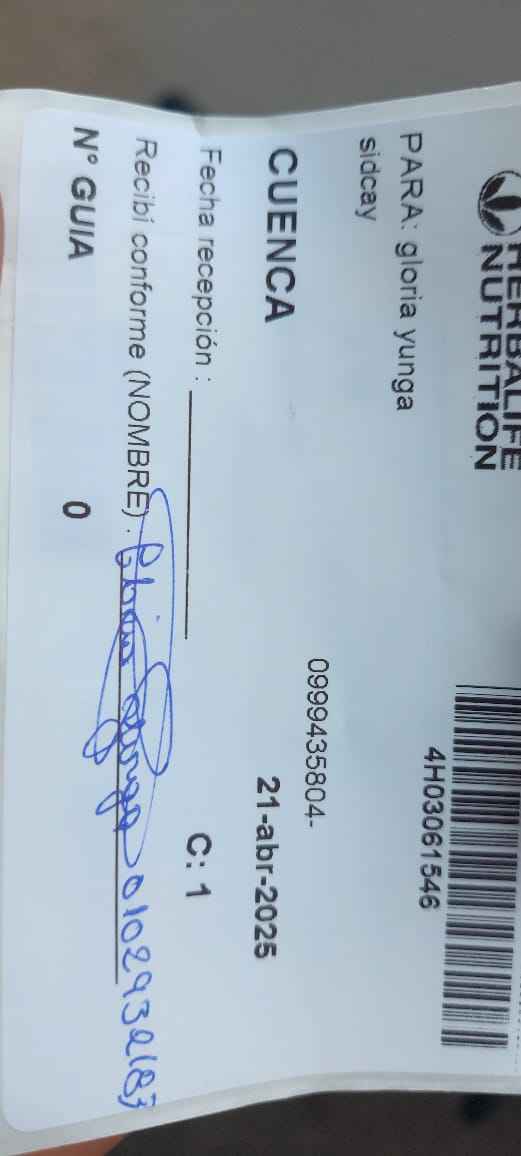 HERBALIFE
NUTRITION
4H03061546
PARA: gloria yunga
sidcay
0999435804-
CUENCA 21-abr-2025
Fecha recepción : C: 1
Recibí conforme (NOMBRE) :
N° GUIA 0